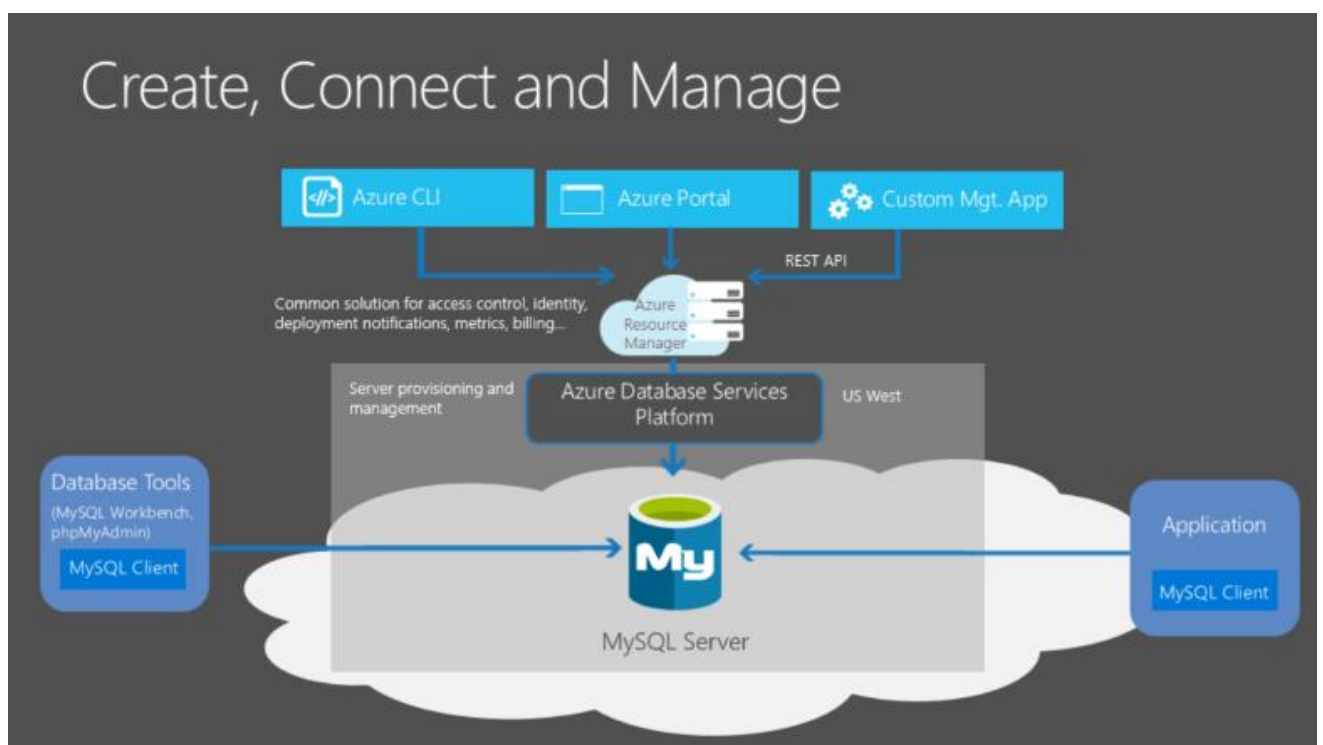 Create, Connect and Manage
Azure CLI
Azure Portal
Custom Mgt. App
REST API
Common solution for access control, identity,
deployment notifications, metrics, billing...
Azure
Resource
Manager
Server provisioning and
management
Azure Database Services
Platform
US West
Database Tools
(MySQL Workbench,
phpMyAdmin)
MySQL Client
My
MySQL Server
Application
MySQL Client